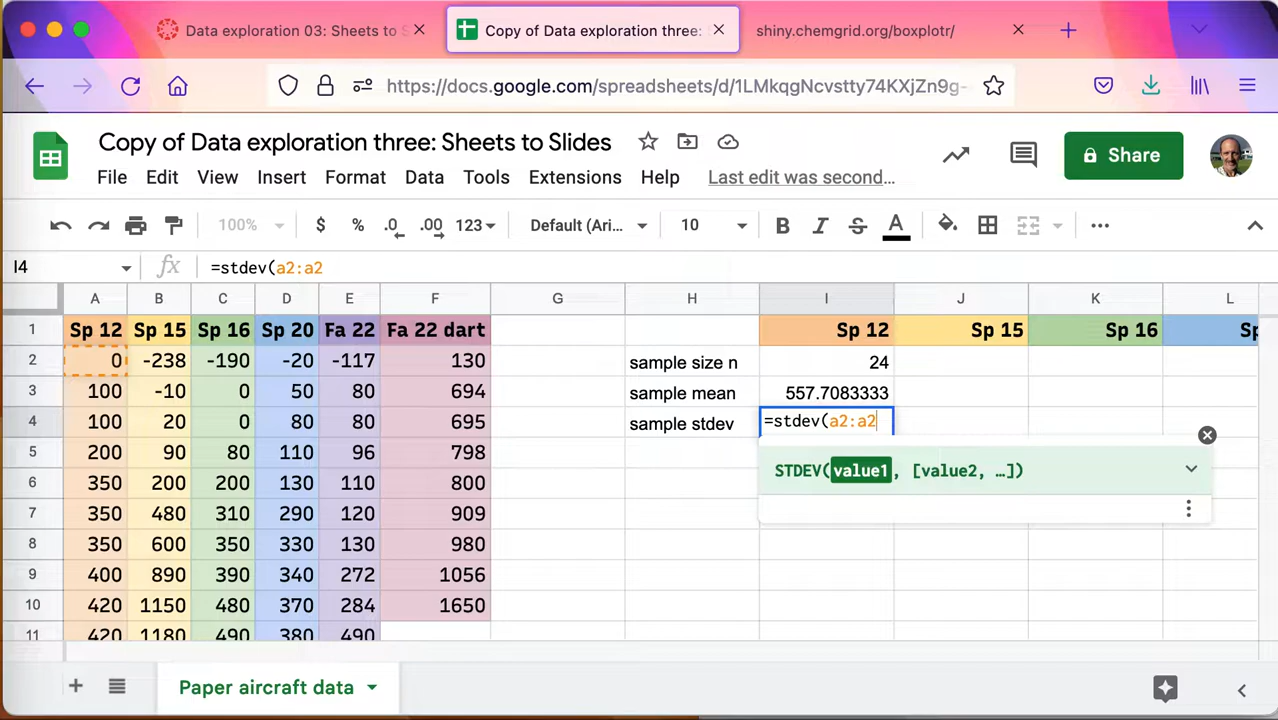 Data exploration 03: Sheets to S
Copy of Data exploration three:
shiny.chemgrid.org/boxplotr/
https://docs.google.com/spreadsheets/d/1LMkqgNcvstty74KXjZn9g-
Copy of Data exploration three: Sheets to Slides
Share
File Edit View Insert Format Data Tools Extensions Help Last edit was second...
100% $ % .0 .00 123 Default (Ari... 10 B I S A
I4 fx =stdev(a2:a2
A B C D E F G H I J K L
1 Sp 12 Sp 15 Sp 16 Sp 20 Fa 22 Fa 22 dart Sp 12 Sp 15 Sp 16 Sp
2 0 -238 -190 -20 -117 130 sample size n 24
3 100 -10 0 50 80 694 sample mean 557.7083333
4 100 20 0 80 80 695 sample stdev =stdev(a2:a2
5 200 90 80 110 96 798
STDEV(value1, [value2, …])
6 350 200 200 130 110 800
7 350 480 310 290 120 909
8 350 600 350 330 130 980
9 400 890 390 340 272 1056
10 420 1150 480 370 284 1650
11 420 1180 490 380 490
Paper aircraft data